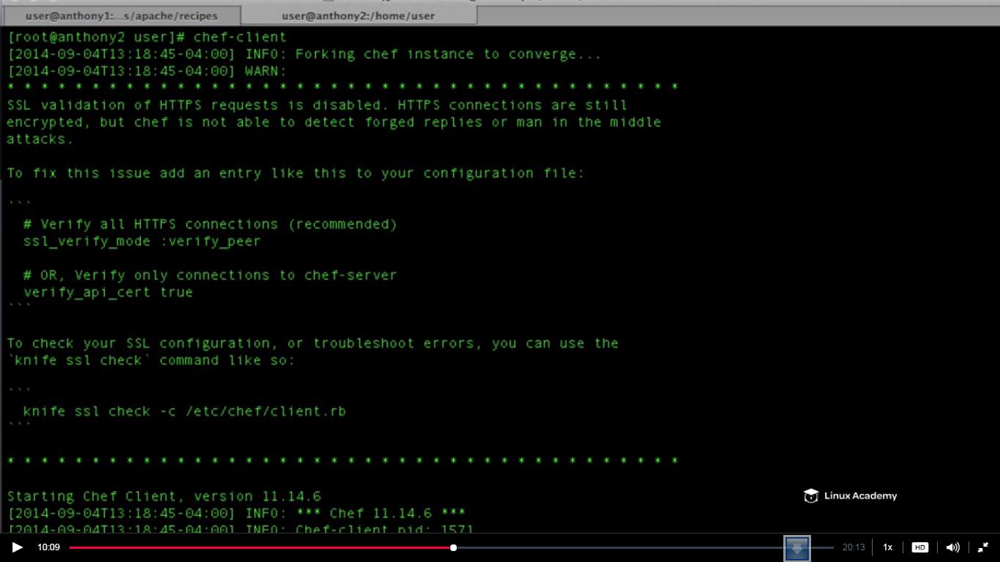 user@anthony1:...s/apache/recipes
user@anthony2:/home/user
[root@anthony2 user]# chef-client
[2014-09-04T13:18:45-04:00] INFO: Forking chef instance to converge...
[2014-09-04T13:18:45-04:00] WARN:
* * * * * * * * * * * * * * * * * * * * * * * * * * * * * * * * * * * * * * * *
SSL validation of HTTPS requests is disabled. HTTPS connections are still
encrypted, but chef is not able to detect forged replies or man in the middle
attacks.
To fix this issue add an entry like this to your configuration file:
```
# Verify all HTTPS connections (recommended)
ssl_verify_mode :verify_peer
# OR, Verify only connections to chef-server
verify_api_cert true
```
To check your SSL configuration, or troubleshoot errors, you can use the
`knife ssl check` command like so:
```
knife ssl check -c /etc/chef/client.rb
```
* * * * * * * * * * * * * * * * * * * * * * * * * * * * * * * * * * * * * * * *
Starting Chef Client, version 11.14.6
[2014-09-04T13:18:45-04:00] INFO: *** Chef 11.14.6 ***
[2014-09-04T13:18:45-04:00] INFO: Chef-client pid: 1571
Linux Academy
10:09
20:13
1x
HD